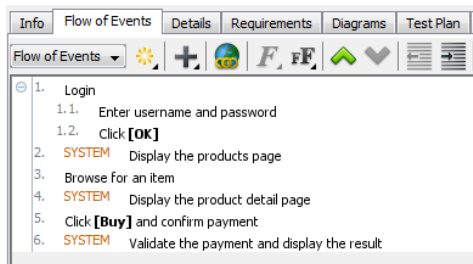 Info Flow of Events Details Requirements Diagrams Test Plan
Flow of Events F FF
1. Login
1.1. Enter username and password
1.2. Click [OK]
2. SYSTEM Display the products page
3. Browse for an item
4. SYSTEM Display the product detail page
5. Click [Buy] and confirm payment
6. SYSTEM Validate the payment and display the result